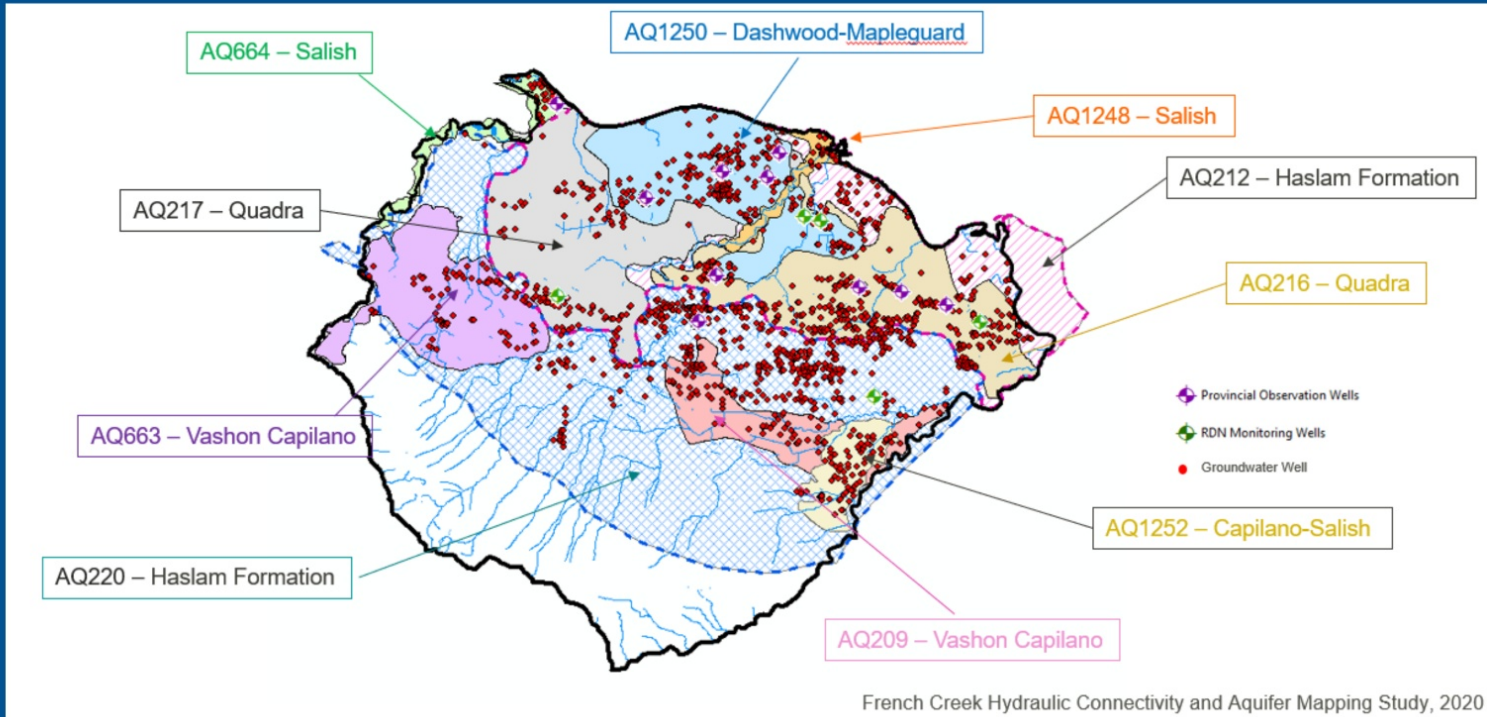 AQ1250 – Dashwood-Mapleguard
AQ664 – Salish
AQ1248 – Salish
AQ212 – Haslam Formation
AQ217 – Quadra
AQ216 – Quadra
Provincial Observation Wells
RDN Monitoring Wells
Groundwater Well
AQ663 – Vashon Capilano
AQ1252 – Capilano-Salish
AQ220 – Haslam Formation
AQ209 – Vashon Capilano
French Creek Hydraulic Connectivity and Aquifer Mapping Study, 2020